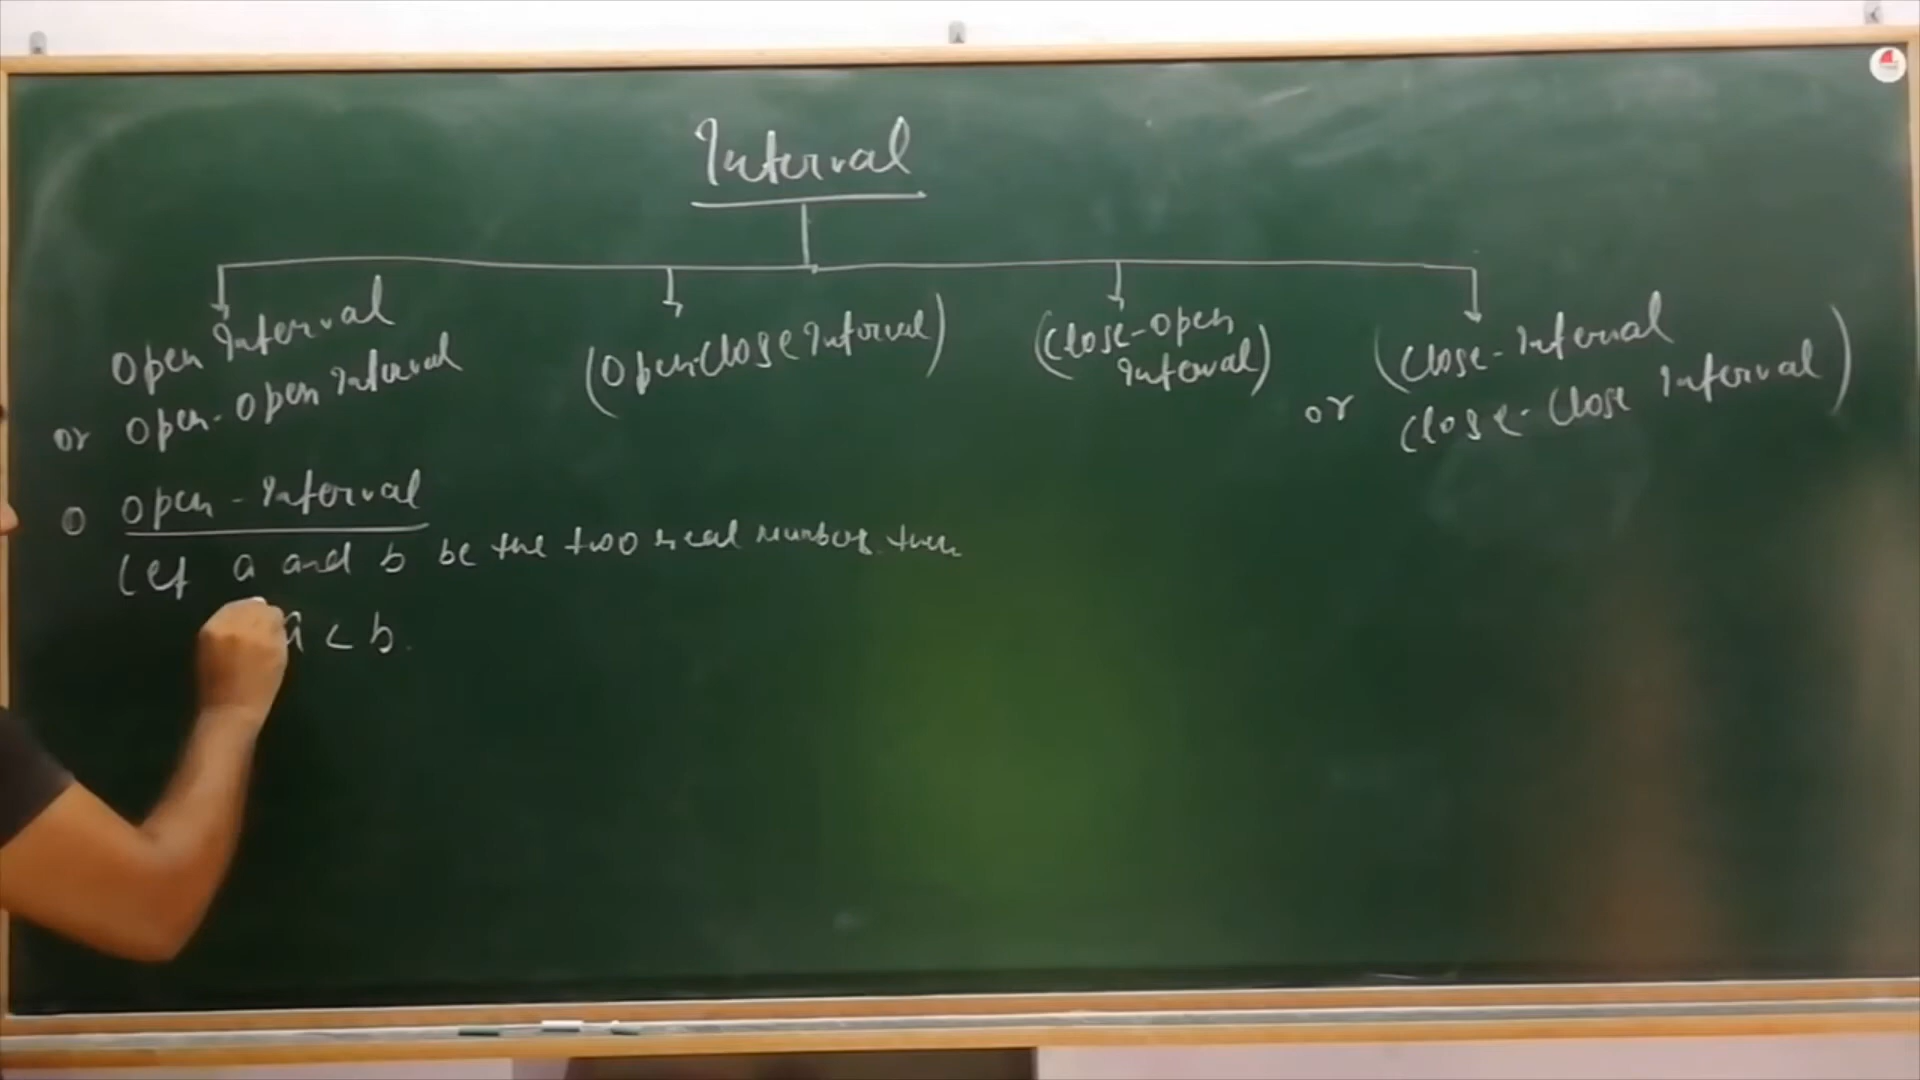 Interval
Open Interval
or Open-Open Interval
(Open-Close Interval)
(Close-Open
Interval)
(Close-Interval
or Close-Close Interval)
Open-Interval
Let a and b be the two real number then
a < b.